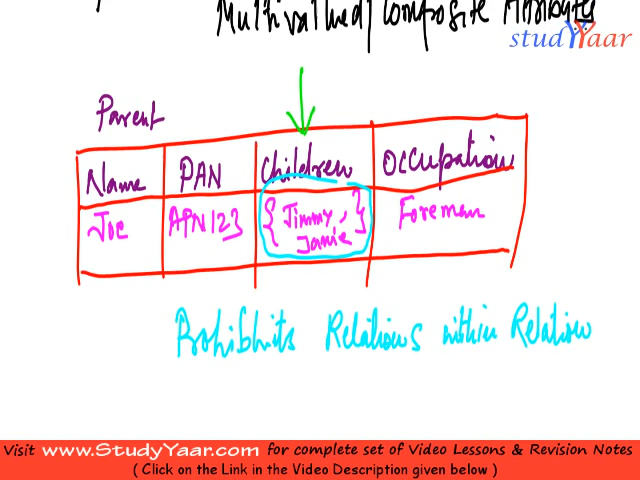 Multivalued/Composite Attributes
studYYaar
Parent
Name PAN Children Occupation
Joe APN123 { Jimmy, Jamie } Foreman
Prohibhits Relations within Relation
Visit www.StudyYaar.com for complete set of Video Lessons & Revision Notes
( Click on the Link in the Video Description given below )